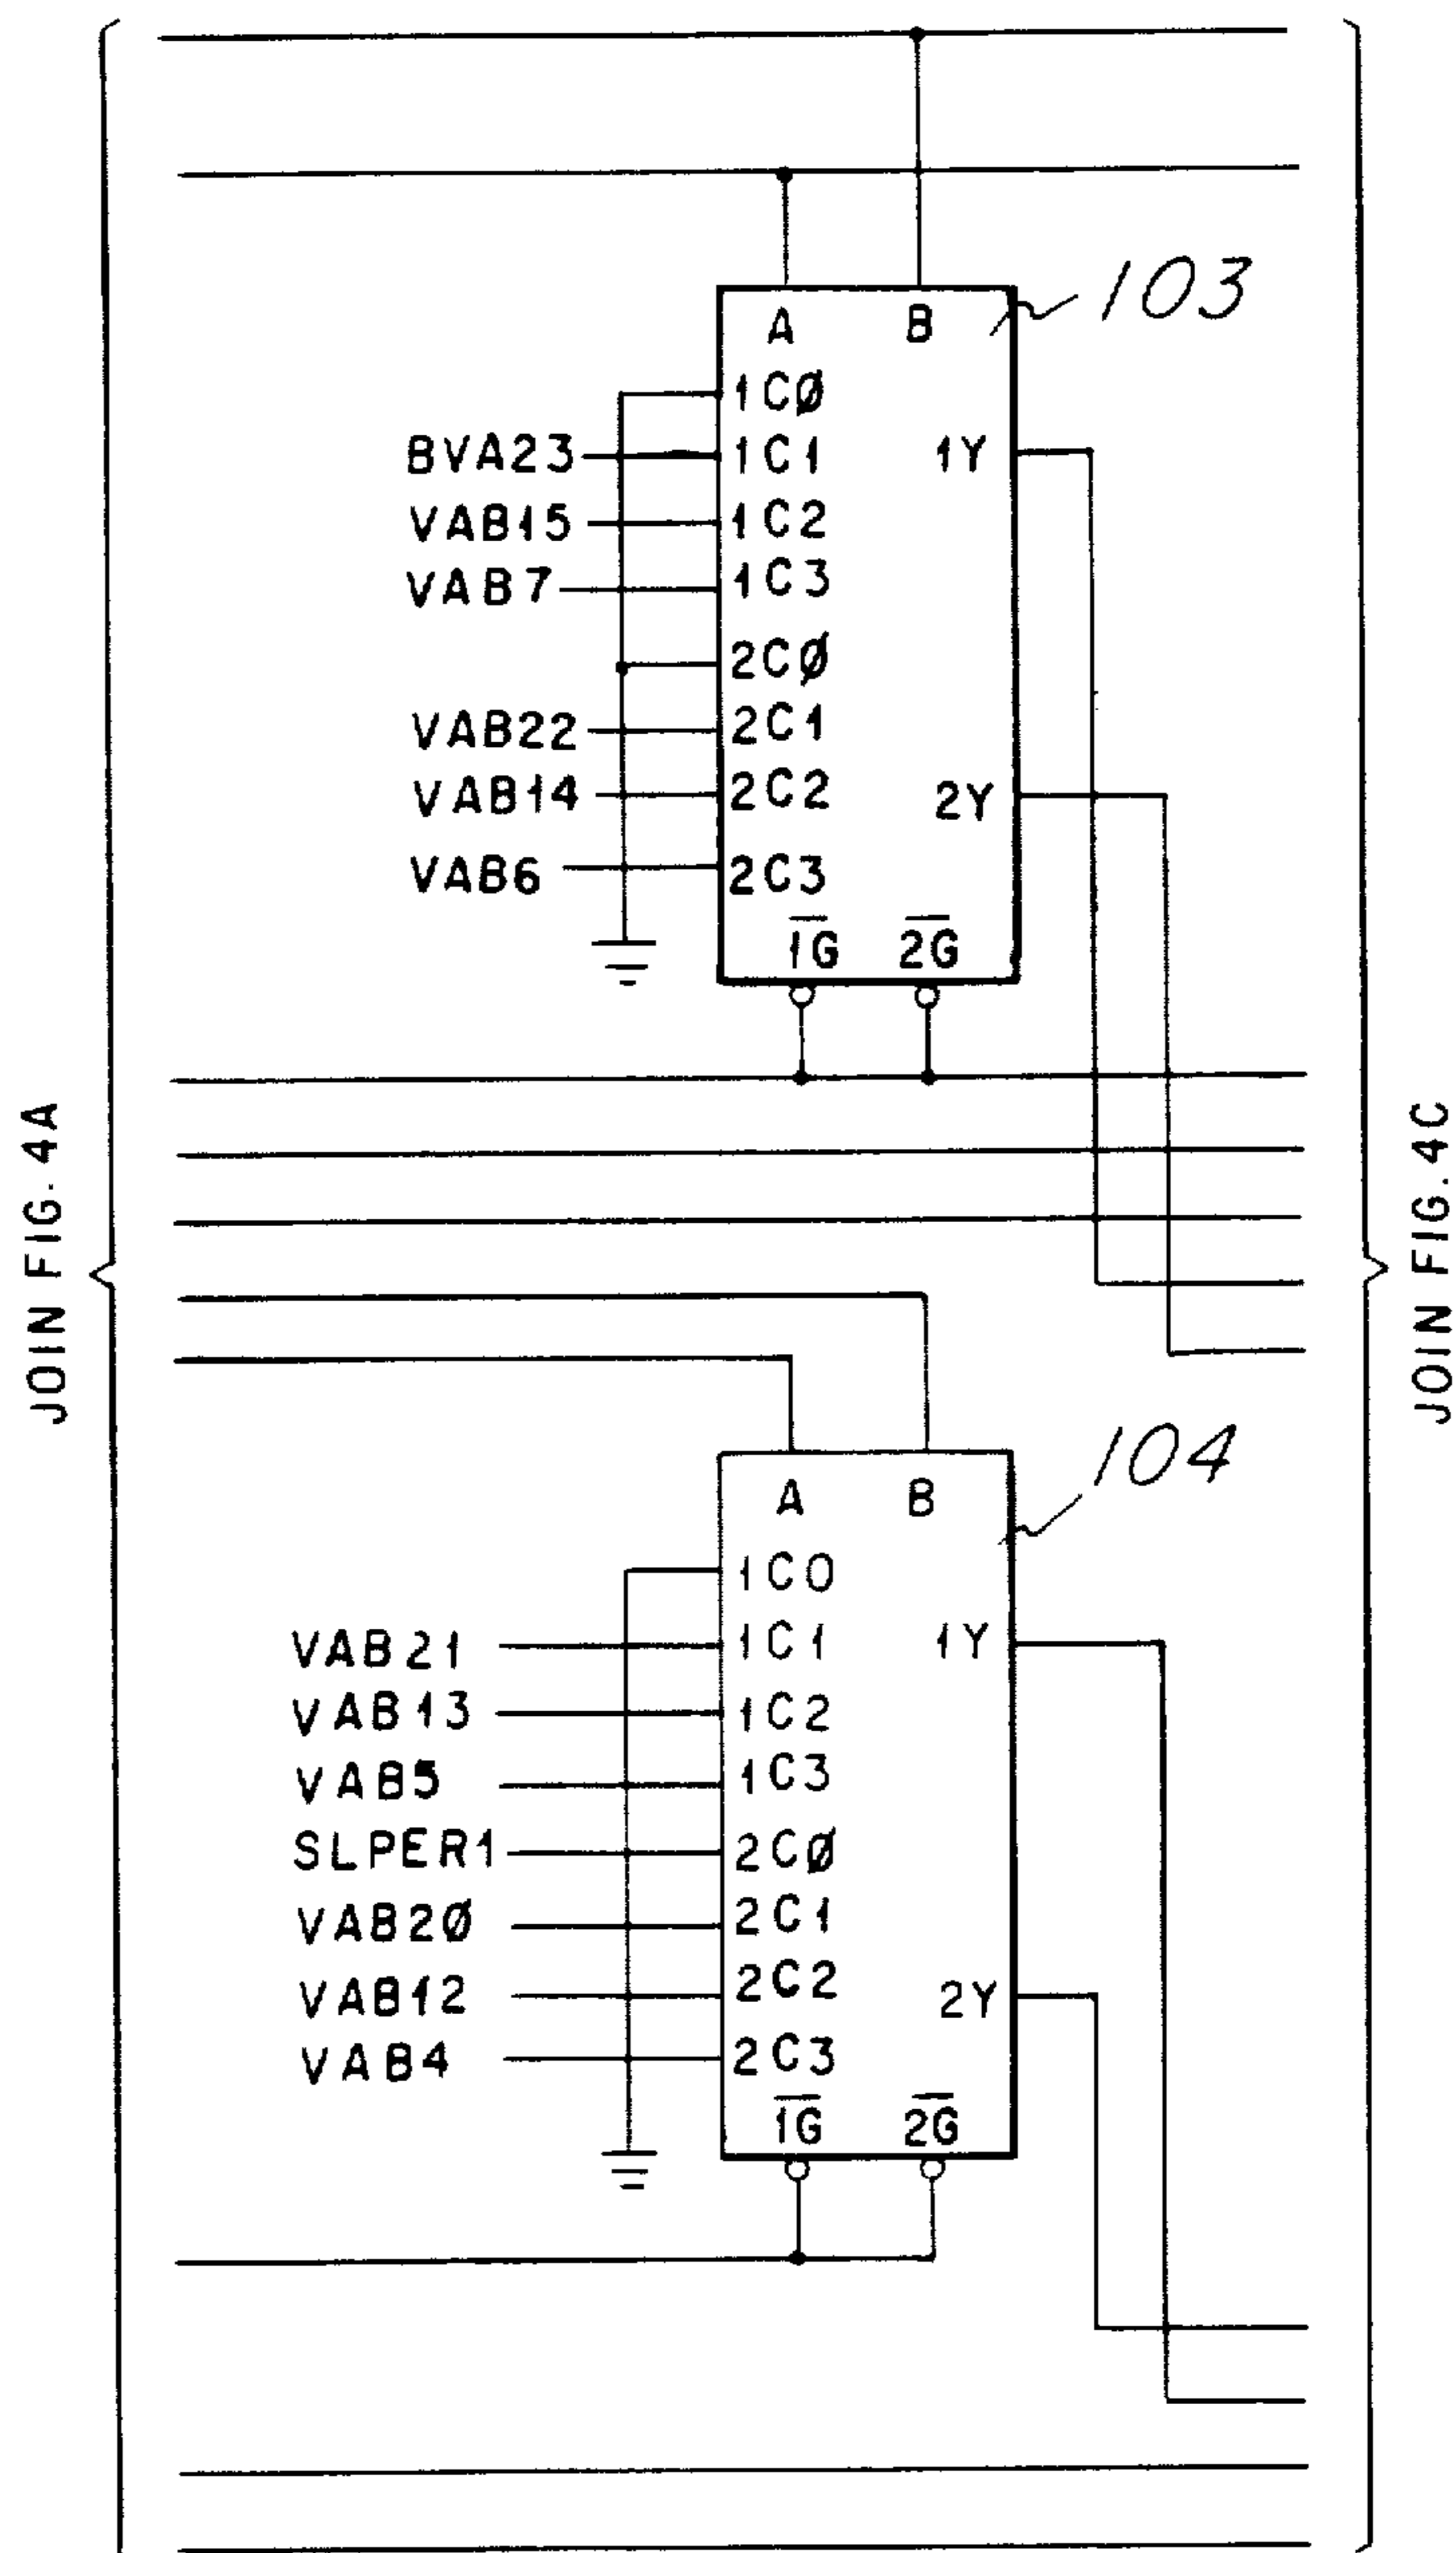 103
A B
1CØ
BVA23 1C1 1Y
VAB15 1C2
VAB7 1C3
2CØ
VAB22 2C1
VAB14 2C2 2Y
VAB6 2C3
1G 2G
JOIN FIG. 4A
JOIN FIG. 4C
104
A B
1C0
VAB21 1C1 1Y
VAB13 1C2
VAB5 1C3
SLPER1 2CØ
VAB2Ø 2C1
VAB12 2C2 2Y
VAB4 2C3
1G 2G